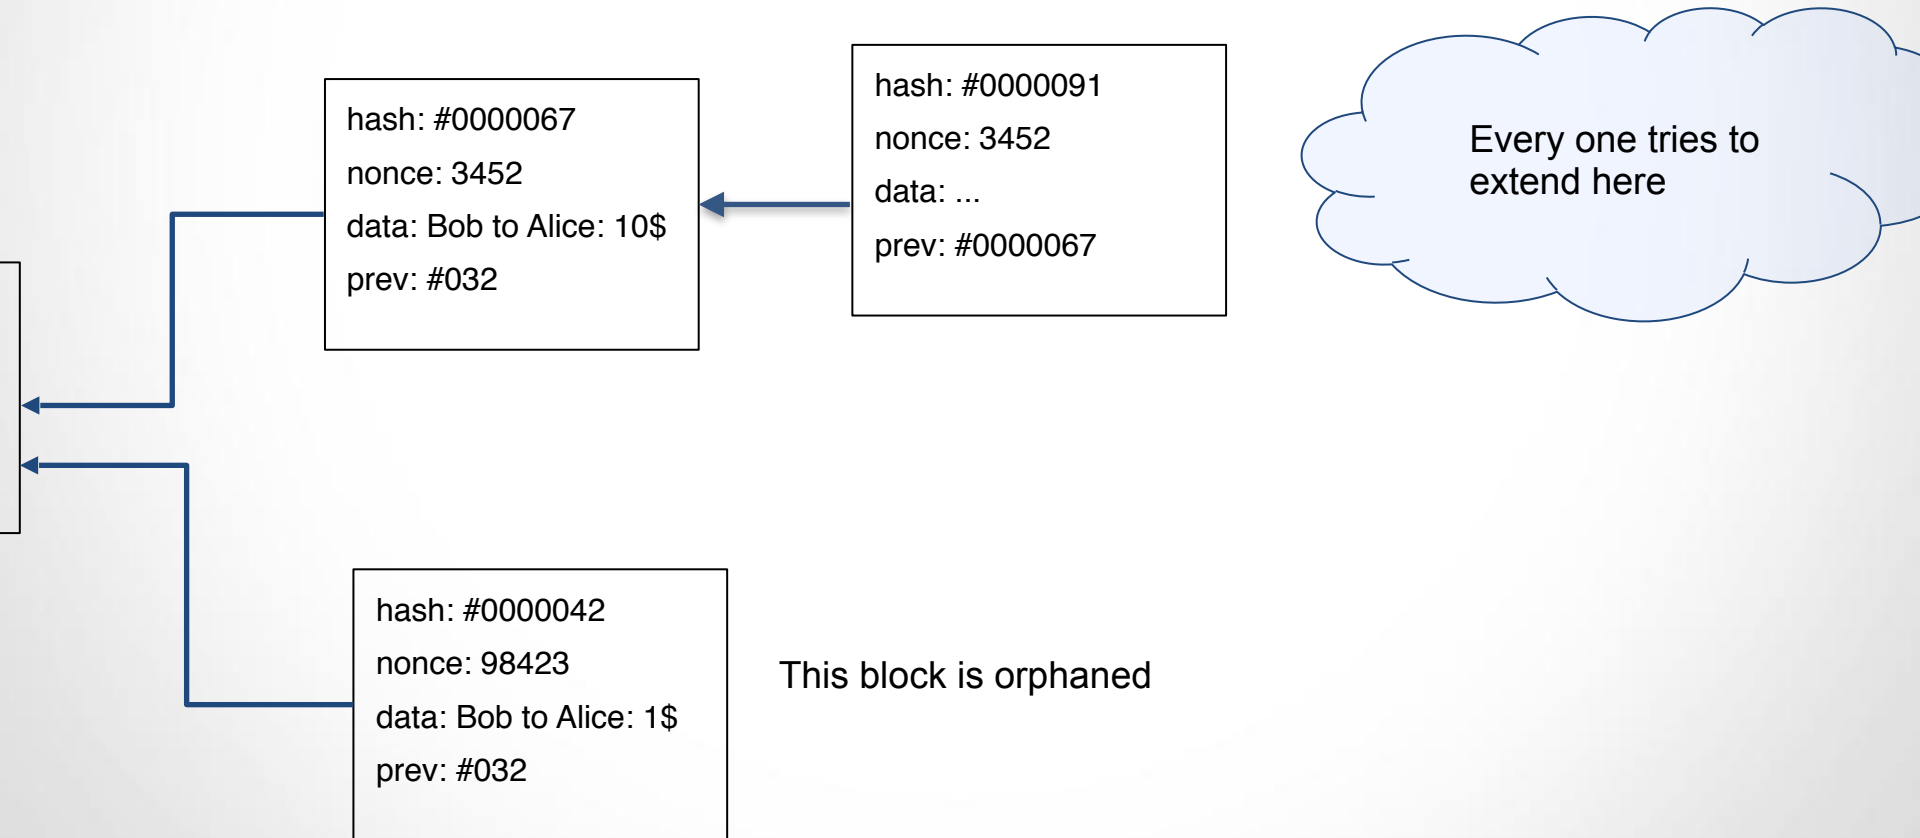 hash: #0000067
nonce: 3452
data: Bob to Alice: 10$
prev: #032
hash: #0000091
nonce: 3452
data: ...
prev: #0000067
Every one tries to
extend here
hash: #0000042
nonce: 98423
data: Bob to Alice: 1$
prev: #032
This block is orphaned